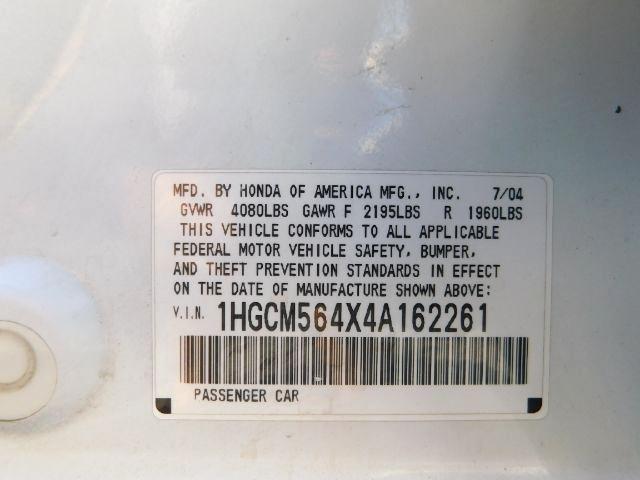 MFD. BY HONDA OF AMERICA MFG., INC. 7/04
GVWR 4080LBS GAWR F 2195LBS R 1960LBS
THIS VEHICLE CONFORMS TO ALL APPLICABLE
FEDERAL MOTOR VEHICLE SAFETY, BUMPER,
AND THEFT PREVENTION STANDARDS IN EFFECT
ON THE DATE OF MANUFACTURE SHOWN ABOVE:
V.I.N. 1HGCM564X4A162261
PASSENGER CAR